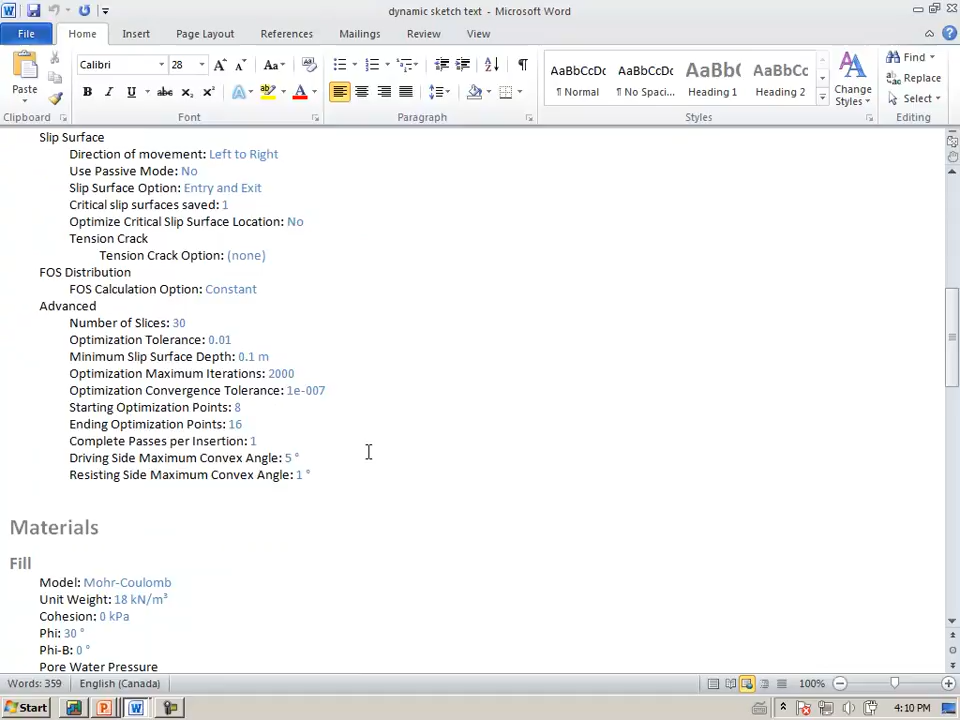 dynamic sketch text - Microsoft Word
File Home Insert Page Layout References Mailings Review View
Calibri 28
Paste
Clipboard Font Paragraph Styles Editing
AaBbCcDc AaBbCcDc AaBb( AaBbCc
¶ Normal ¶ No Spaci... Heading 1 Heading 2
Change Styles
Find
Replace
Select
Slip Surface
Direction of movement: Left to Right
Use Passive Mode: No
Slip Surface Option: Entry and Exit
Critical slip surfaces saved: 1
Optimize Critical Slip Surface Location: No
Tension Crack
Tension Crack Option: (none)
FOS Distribution
FOS Calculation Option: Constant
Advanced
Number of Slices: 30
Optimization Tolerance: 0.01
Minimum Slip Surface Depth: 0.1 m
Optimization Maximum Iterations: 2000
Optimization Convergence Tolerance: 1e-007
Starting Optimization Points: 8
Ending Optimization Points: 16
Complete Passes per Insertion: 1
Driving Side Maximum Convex Angle: 5 °
Resisting Side Maximum Convex Angle: 1 °
Materials
Fill
Model: Mohr-Coulomb
Unit Weight: 18 kN/m³
Cohesion: 0 kPa
Phi: 30 °
Phi-B: 0 °
Pore Water Pressure
Words: 359 English (Canada) 100%
Start 4:10 PM